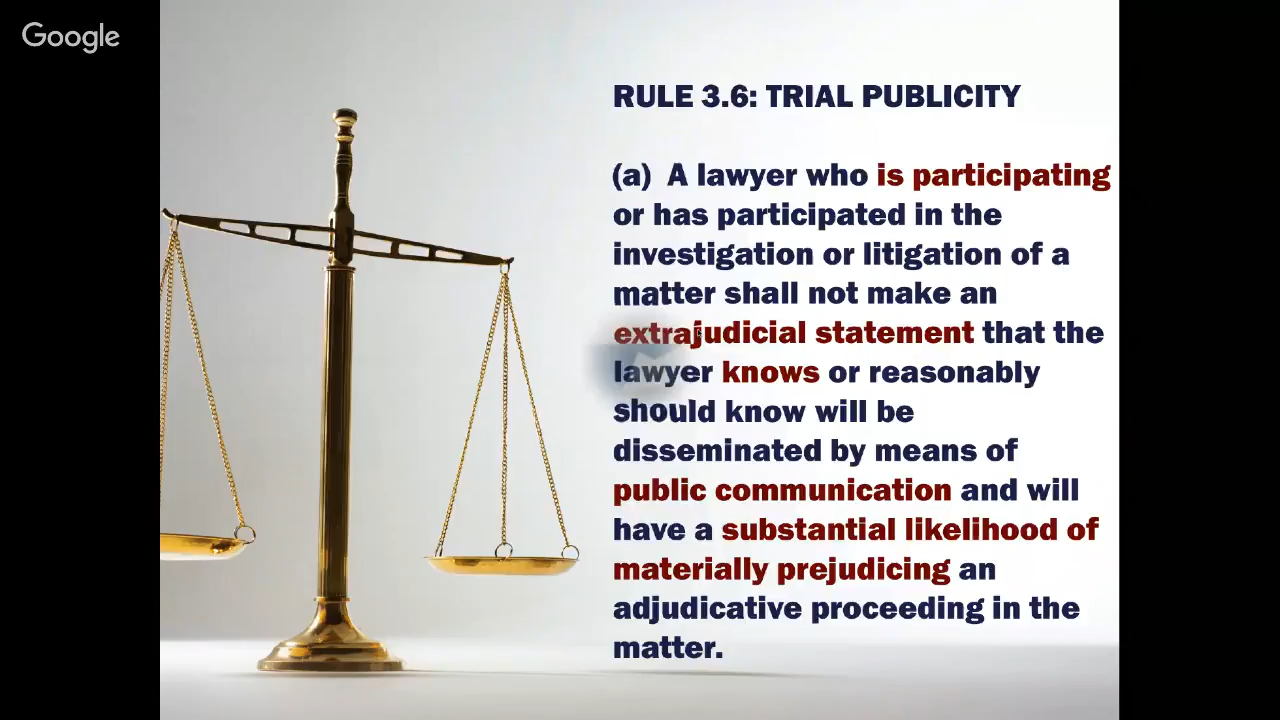 Google
RULE 3.6: TRIAL PUBLICITY
(a) A lawyer who is participating
or has participated in the
investigation or litigation of a
matter shall not make an
extrajudicial statement that the
lawyer knows or reasonably
should know will be
disseminated by means of
public communication and will
have a substantial likelihood of
materially prejudicing an
adjudicative proceeding in the
matter.